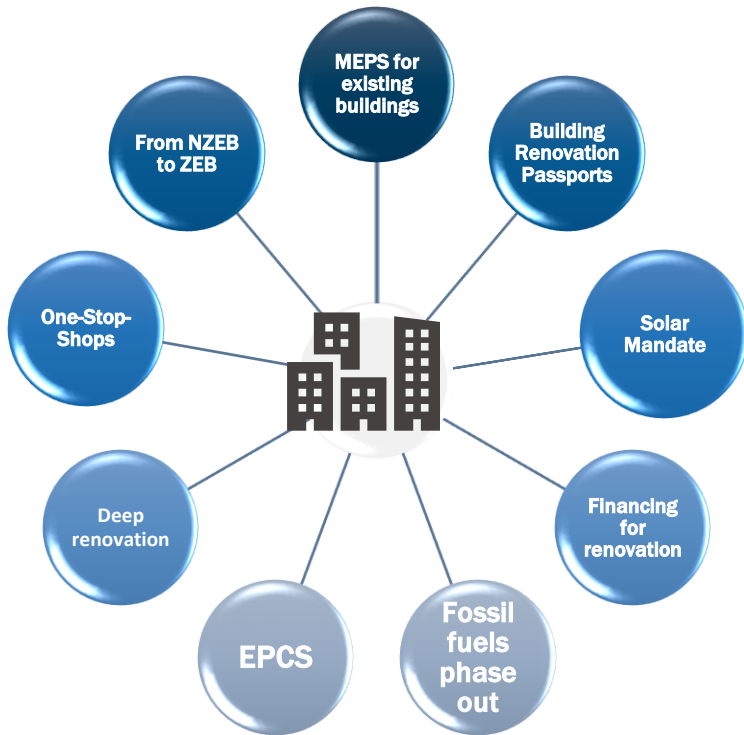 MEPS for
existing
buildings
Building
Renovation
Passports
Solar
Mandate
Financing
for
renovation
Fossil
fuels
phase
out
EPCS
Deep
renovation
One-Stop-
Shops
From NZEB
to ZEB